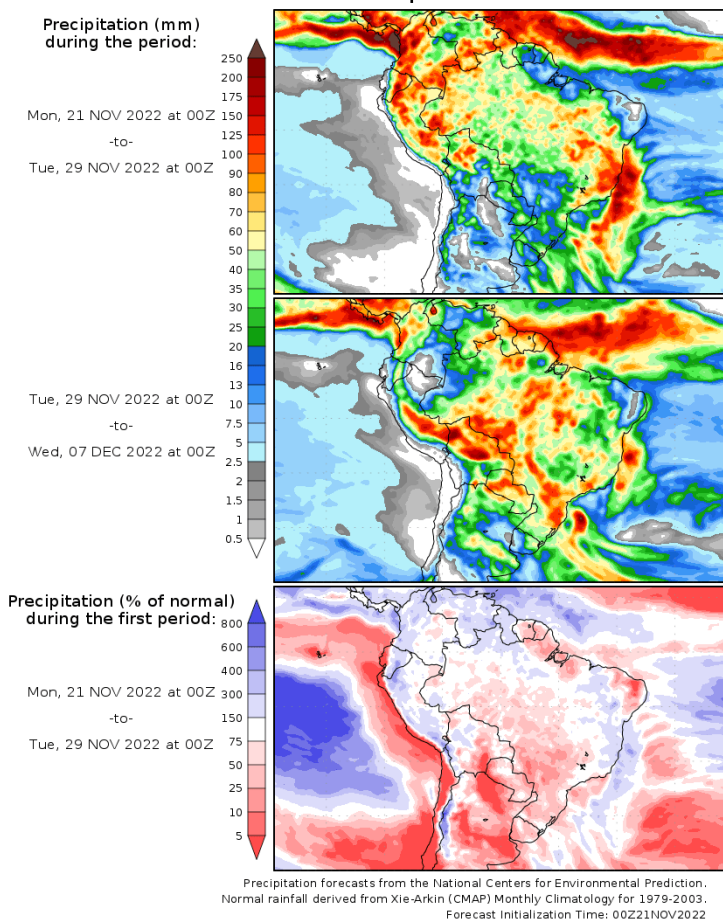 Precipitation (mm)
during the period:
Mon, 21 NOV 2022 at 00Z
-to-
Tue, 29 NOV 2022 at 00Z
250
200
175
150
125
100
90
80
70
60
50
40
35
30
25
20
16
13
10
7.5
5
2.5
2
1.5
1
0.5
Tue, 29 NOV 2022 at 00Z
-to-
Wed, 07 DEC 2022 at 00Z
Precipitation (% of normal)
during the first period:
Mon, 21 NOV 2022 at 00Z
-to-
Tue, 29 NOV 2022 at 00Z
800
600
400
300
150
75
50
25
10
5
Precipitation forecasts from the National Centers for Environmental Prediction.
Normal rainfall derived from Xie-Arkin (CMAP) Monthly Climatology for 1979-2003.
Forecast Initialization Time: 00Z21NOV2022